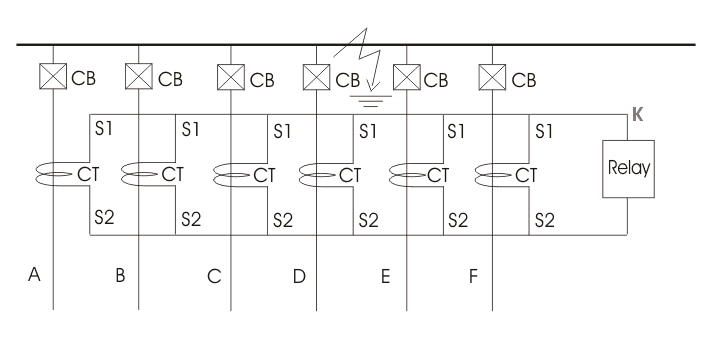 CB CB CB CB CB CB
K
S1 S1 S1 S1 S1 S1
CT CT CT CT CT CT Relay
S2 S2 S2 S2 S2 S2
A B C D E F